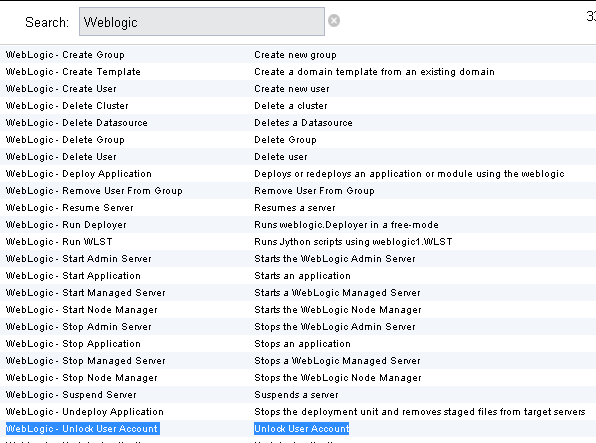 Search: Weblogic 33
WebLogic - Create Group Create new group
WebLogic - Create Template Create a domain template from an existing domain
WebLogic - Create User Create new user
WebLogic - Delete Cluster Delete a cluster
WebLogic - Delete Datasource Deletes a Datasource
WebLogic - Delete Group Delete Group
WebLogic - Delete User Delete user
WebLogic - Deploy Application Deploys or redeploys an application or module using the weblogic
WebLogic - Remove User From Group Remove User From Group
WebLogic - Resume Server Resumes a server
WebLogic - Run Deployer Runs weblogic.Deployer in a free-mode
WebLogic - Run WLST Runs Jython scripts using weblogic1.WLST
WebLogic - Start Admin Server Starts the WebLogic Admin Server
WebLogic - Start Application Starts an application
WebLogic - Start Managed Server Starts a WebLogic Managed Server
WebLogic - Start Node Manager Starts the WebLogic Node Manager
WebLogic - Stop Admin Server Stops the WebLogic Admin Server
WebLogic - Stop Application Stops an application
WebLogic - Stop Managed Server Stops a WebLogic Managed Server
WebLogic - Stop Node Manager Stops the WebLogic Node Manager
WebLogic - Suspend Server Suspends a server
WebLogic - Undeploy Application Stops the deployment unit and removes staged files from target servers
WebLogic - Unlock User Account Unlock User Account